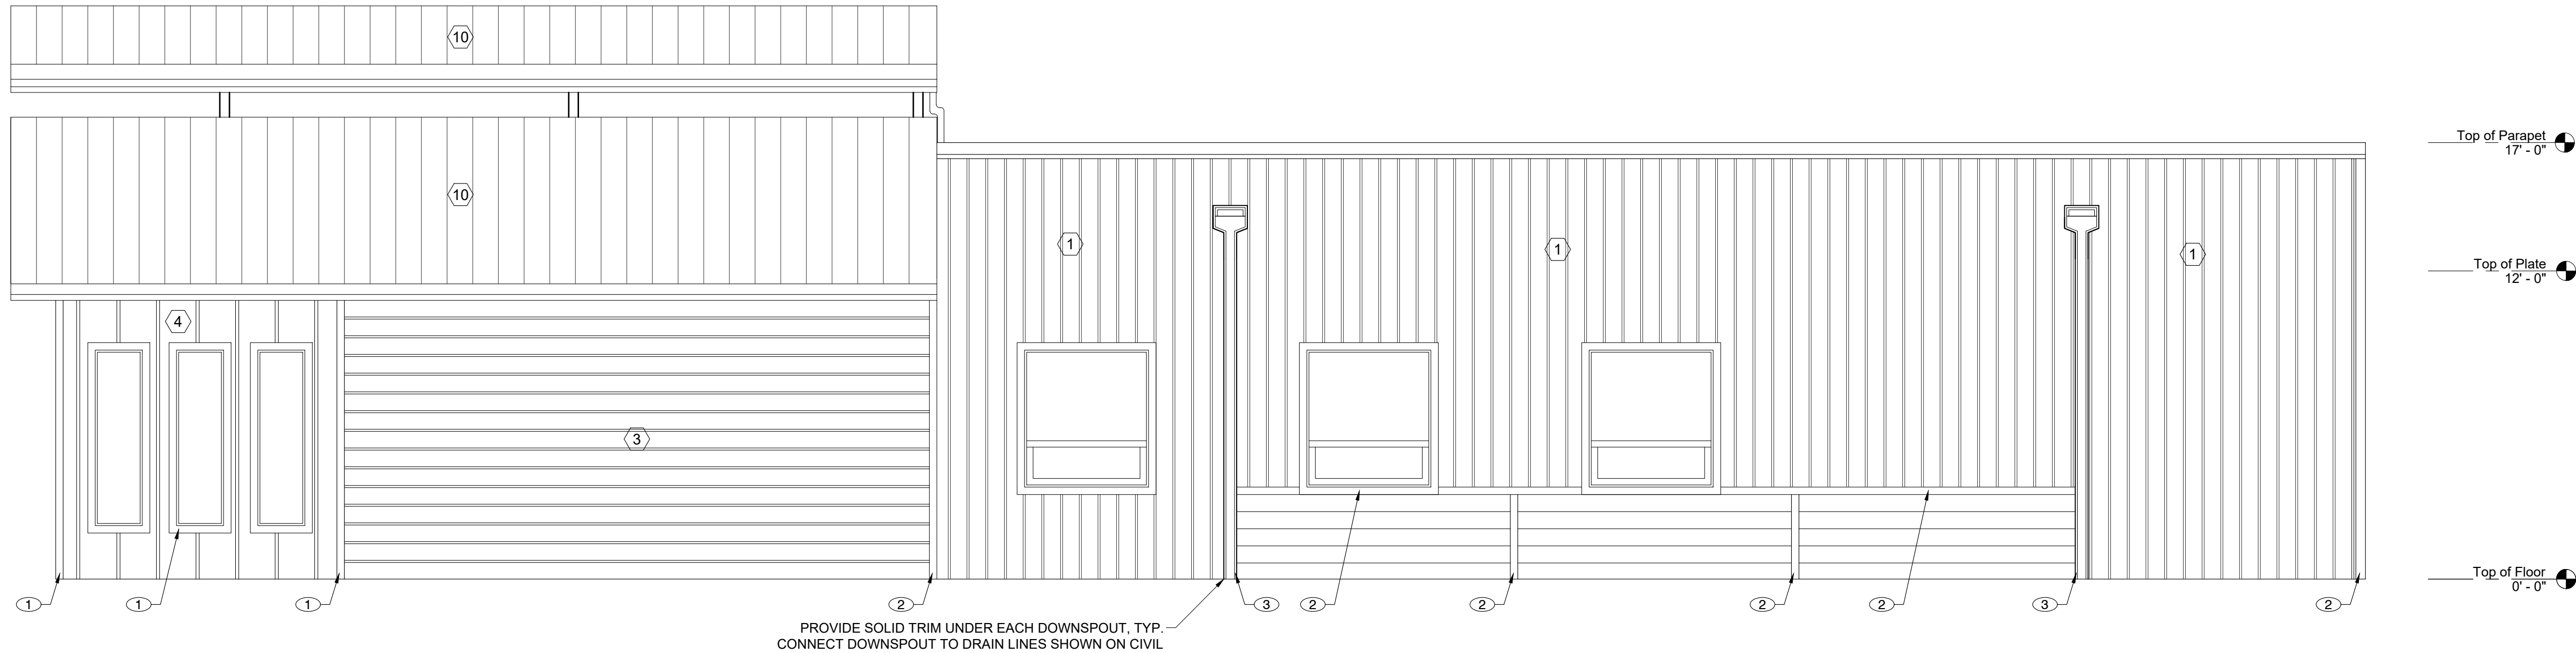 10
Top of Parapet
17' - 0"
10
1
1
1
Top of Plate
12' - 0"
4
3
Top of Floor
0' - 0"
1
1
1
2
3
2
2
2
2
3
2
PROVIDE SOLID TRIM UNDER EACH DOWNSPOUT, TYP.
CONNECT DOWNSPOUT TO DRAIN LINES SHOWN ON CIVIL